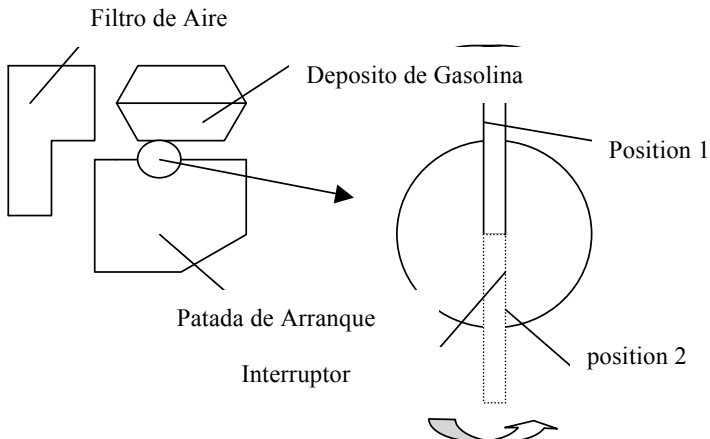 Filtro de Aire
Deposito de Gasolina
Position 1
Patada de Arranque
position 2
Interruptor